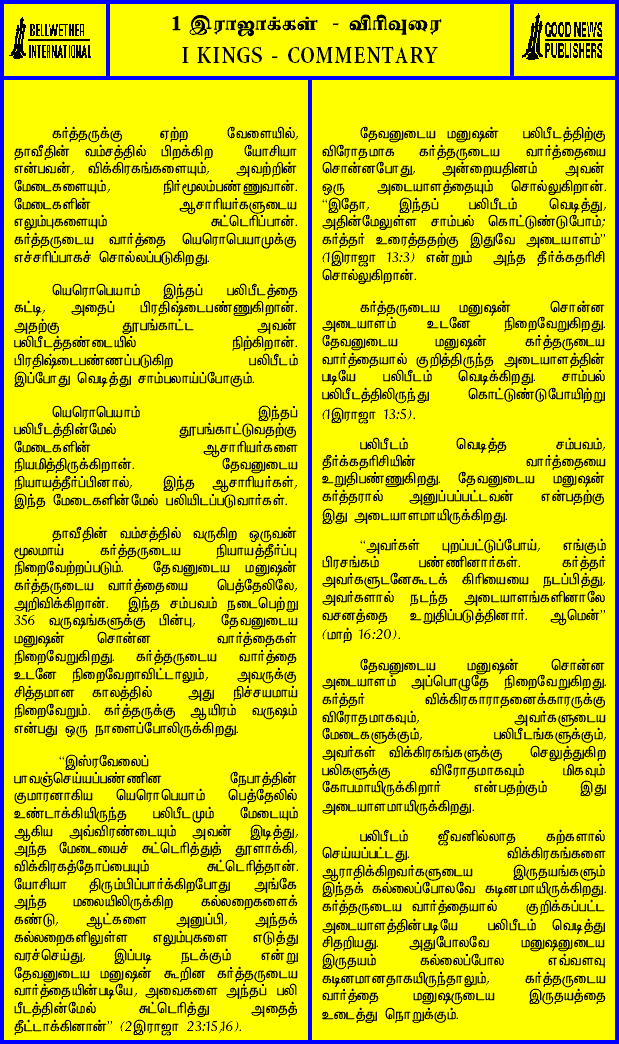 BELLWETHER
INTERNATIONAL
1 இராஜாக்கள் - விரிவுரை
I KINGS - COMMENTARY
GOOD NEWS
PUBLISHERS
கர்த்தருக்கு ஏற்ற வேளையில்,
தாவீதின் வம்சத்தில் பிறக்கிற யோசியா
என்பவன், விக்கிரகங்களையும், அவற்றின்
மேடைகளையும், நிர்மூலம்பண்ணுவான்.
மேடைகளின் ஆசாரியர்களுடைய
எலும்புகளையும் சுட்டெரிப்பான்.
கர்த்தருடைய வார்த்தை யெரொபெயாமுக்கு
எச்சரிப்பாகச் சொல்லப்படுகிறது.
யெரொபெயாம் இந்தப் பலிபீடத்தை
கட்டி, அதைப் பிரதிஷ்டைபண்ணுகிறான்.
அதற்கு தூபங்காட்ட அவன்
பலிபீடத்தண்டையில் நிற்கிறான்.
பிரதிஷ்டைபண்ணப்படுகிற பலிபீடம்
இப்போது வெடித்து சாம்பலாய்ப்போகும்.
யெரொபெயாம் இந்தப்
பலிபீடத்தின்மேல் தூபங்காட்டுவதற்கு
மேடைகளின் ஆசாரியர்களை
நியமித்திருக்கிறான். தேவனுடைய
நியாயத்தீர்ப்பினால், இந்த ஆசாரியர்கள்,
இந்த மேடைகளின்மேல் பலியிடப்படுவார்கள்.
தாவீதின் வம்சத்தில் வருகிற ஒருவன்
மூலமாய் கர்த்தருடைய நியாயத்தீர்ப்பு
நிறைவேற்றப்படும். தேவனுடைய மனுஷன்
கர்த்தருடைய வார்த்தையை பெத்தேலிலே,
அறிவிக்கிறான். இந்த சம்பவம் நடைபெற்று
356 வருஷங்களுக்கு பின்பு, தேவனுடைய
மனுஷன் சொன்ன வார்த்தைகள்
நிறைவேறுகிறது. கர்த்தருடைய வார்த்தை
உடனே நிறைவேறாவிட்டாலும், அவருக்கு
சித்தமான காலத்தில் அது நிச்சயமாய்
நிறைவேறும். கர்த்தருக்கு ஆயிரம் வருஷம்
என்பது ஒரு நாளைப்போலிருக்கிறது.
“இஸ்ரவேலைப்
பாவஞ்செய்யப்பண்ணின நேபாத்தின்
குமாரனாகிய யெரொபெயாம் பெத்தேலில்
உண்டாக்கியிருந்த பலிபீடமும் மேடையும்
ஆகிய அவ்விரண்டையும் அவன் இடித்து,
அந்த மேடையைச் சுட்டெரித்துத் தூளாக்கி,
விக்கிரகத்தோப்பையும் சுட்டெரித்தான்.
யோசியா திரும்பிப்பார்க்கிறபோது அங்கே
அந்த மலையிலிருக்கிற கல்லறைகளைக்
கண்டு, ஆட்களை அனுப்பி, அந்தக்
கல்லறைகளிலுள்ள எலும்புகளை எடுத்து
வரச்செய்து, இப்படி நடக்கும் என்று
தேவனுடைய மனுஷன் கூறின கர்த்தருடைய
வார்த்தையின்படியே, அவைகளை அந்தப் பலி
பீடத்தின்மேல் சுட்டெரித்து அதைத்
தீட்டாக்கினான்” (2இராஜா 23:15,16).
தேவனுடைய மனுஷன் பலிபீடத்திற்கு
விரோதமாக கர்த்தருடைய வார்த்தையை
சொன்னபோது, அன்றையதினம் அவன்
ஒரு அடையாளத்தையும் சொல்லுகிறான்.
“இதோ, இந்தப் பலிபீடம் வெடித்து,
அதின்மேலுள்ள சாம்பல் கொட்டுண்டுபோம்;
கர்த்தர் உரைத்ததற்கு இதுவே அடையாளம்”
(1இராஜா 13:3) என்றும் அந்த தீர்க்கதரிசி
சொல்லுகிறான்.
கர்த்தருடைய மனுஷன் சொன்ன
அடையாளம் உடனே நிறைவேறுகிறது.
தேவனுடைய மனுஷன் கர்த்தருடைய
வார்த்தையால் குறித்திருந்த அடையாளத்தின்
படியே பலிபீடம் வெடிக்கிறது. சாம்பல்
பலிபீடத்திலிருந்து கொட்டுண்டுபோயிற்று
(1இராஜா 13:5).
பலிபீடம் வெடித்த சம்பவம்,
தீர்க்கதரிசியின் வார்த்தையை
உறுதிபண்ணுகிறது. தேவனுடைய மனுஷன்
கர்த்தரால் அனுப்பப்பட்டவன் என்பதற்கு
இது அடையாளமாயிருக்கிறது.
“அவர்கள் புறப்பட்டுப்போய், எங்கும்
பிரசங்கம் பண்ணினார்கள். கர்த்தர்
அவர்களுடனேகூடக் கிரியையை நடப்பித்து,
அவர்களால் நடந்த அடையாளங்களினாலே
வசனத்தை உறுதிப்படுத்தினார். ஆமென்”
(மாற் 16:20).
தேவனுடைய மனுஷன் சொன்ன
அடையாளம் அப்பொழுதே நிறைவேறுகிறது.
கர்த்தர் விக்கிரகாராதனைக்காரருக்கு
விரோதமாகவும், அவர்களுடைய
மேடைகளுக்கும், பலிபீடங்களுக்கும்,
அவர்கள் விக்கிரகங்களுக்கு செலுத்துகிற
பலிகளுக்கு விரோதமாகவும் மிகவும்
கோபமாயிருக்கிறார் என்பதற்கும் இது
அடையாளமாயிருக்கிறது.
பலிபீடம் ஜீவனில்லாத கற்களால்
செய்யப்பட்டது. விக்கிரகங்களை
ஆராதிக்கிறவர்களுடைய இருதயங்களும்
இந்தக் கல்லைப்போலவே கடினமாயிருக்கிறது.
கர்த்தருடைய வார்த்தையால் குறிக்கப்பட்ட
அடையாளத்தின்படியே பலிபீடம் வெடித்து
சிதறியது. அதுபோலவே மனுஷனுடைய
இருதயம் கல்லைப்போல எவ்வளவு
கடினமானதாகயிருந்தாலும், கர்த்தருடைய
வார்த்தை மனுஷருடைய இருதயத்தை
உடைத்து நொறுக்கும்.